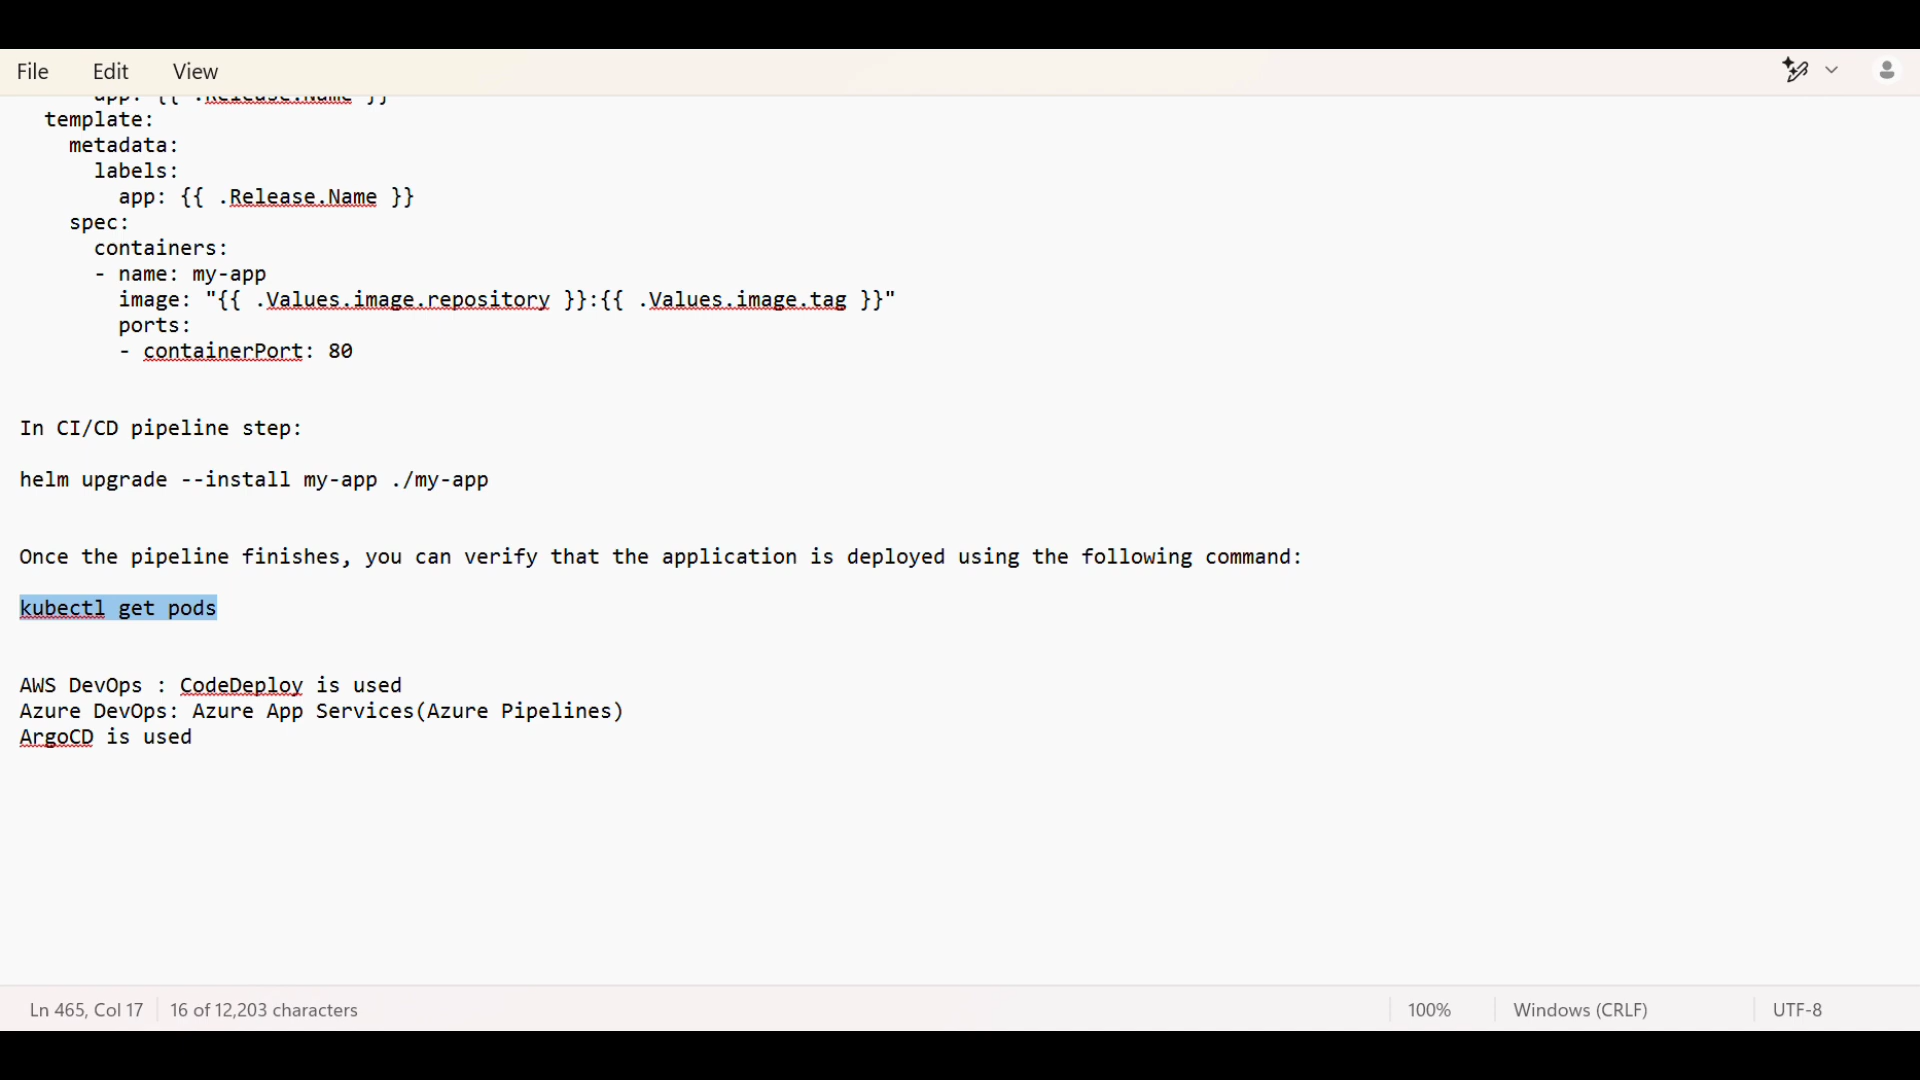 File Edit View
app: {{ .Release.Name }}
  template:
    metadata:
      labels:
        app: {{ .Release.Name }}
    spec:
      containers:
      - name: my-app
        image: "{{ .Values.image.repository }}:{{ .Values.image.tag }}"
        ports:
        - containerPort: 80
In CI/CD pipeline step:
helm upgrade --install my-app ./my-app
Once the pipeline finishes, you can verify that the application is deployed using the following command:
kubectl get pods
AWS DevOps : CodeDeploy is used
Azure DevOps: Azure App Services(Azure Pipelines)
ArgoCD is used
Ln 465, Col 17 16 of 12,203 characters 100% Windows (CRLF) UTF-8